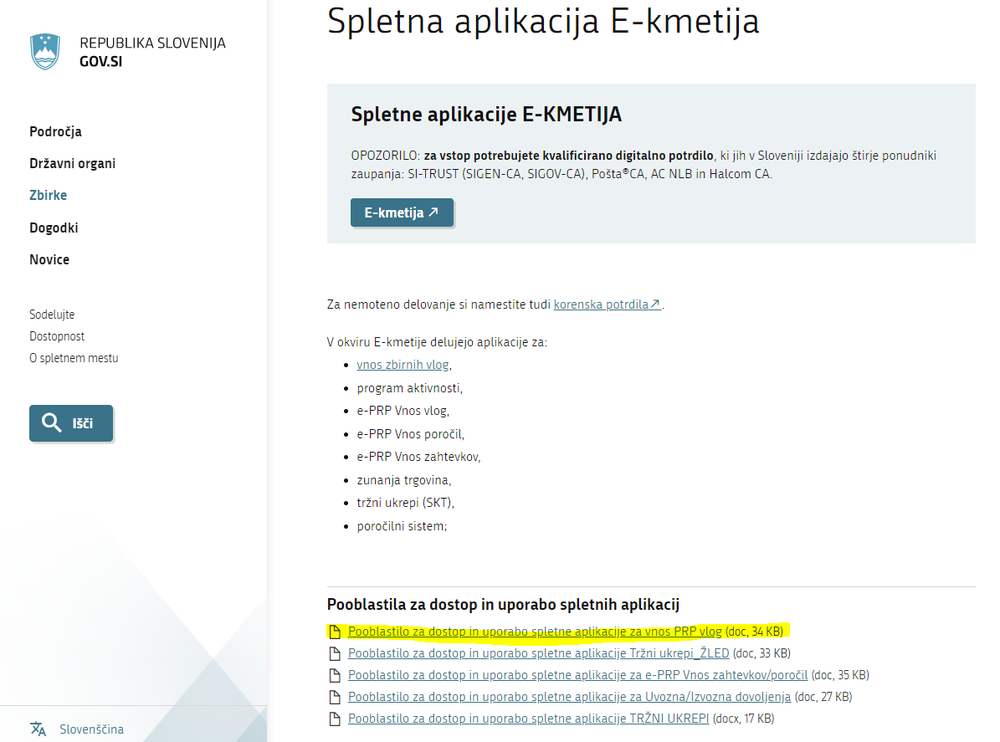 REPUBLIKA SLOVENIJA
GOV.SI
Področja
Državni organi
Zbirke
Dogodki
Novice
Sodelujte
Dostopnost
O spletnem mestu
Išči
Slovenščina
Spletna aplikacija E-kmetija
Spletne aplikacije E-KMETIJA
OPOZORILO: za vstop potrebujete kvalificirano digitalno potrdilo, ki jih v Sloveniji izdajajo štirje ponudniki
zaupanja: SI-TRUST (SIGEN-CA, SIGOV-CA), Pošta®CA, AC NLB in Halcom CA.
E-kmetija
Za nemoteno delovanje si namestite tudi korenska potrdila.
V okviru E-kmetije delujejo aplikacije za:
vnos zbirnih vlog,
program aktivnosti,
e-PRP Vnos vlog,
e-PRP Vnos poročil,
e-PRP Vnos zahtevkov,
zunanja trgovina,
tržni ukrepi (SKT),
poročilni sistem;
Pooblastila za dostop in uporabo spletnih aplikacij
Pooblastilo za dostop in uporabo spletne aplikacije za vnos PRP vlog (doc, 34 KB)
Pooblastilo za dostop in uporabo spletne aplikacije Tržni ukrepi_ŽLED (doc, 33 KB)
Pooblastilo za dostop in uporabo spletne aplikacije za e-PRP Vnos zahtevkov/poročil (doc, 35 KB)
Pooblastilo za dostop in uporabo spletne aplikacije za Uvozna/Izvozna dovoljenja (doc, 27 KB)
Pooblastilo za dostop in uporabo spletne aplikacije TRŽNI UKREPI (docx, 17 KB)